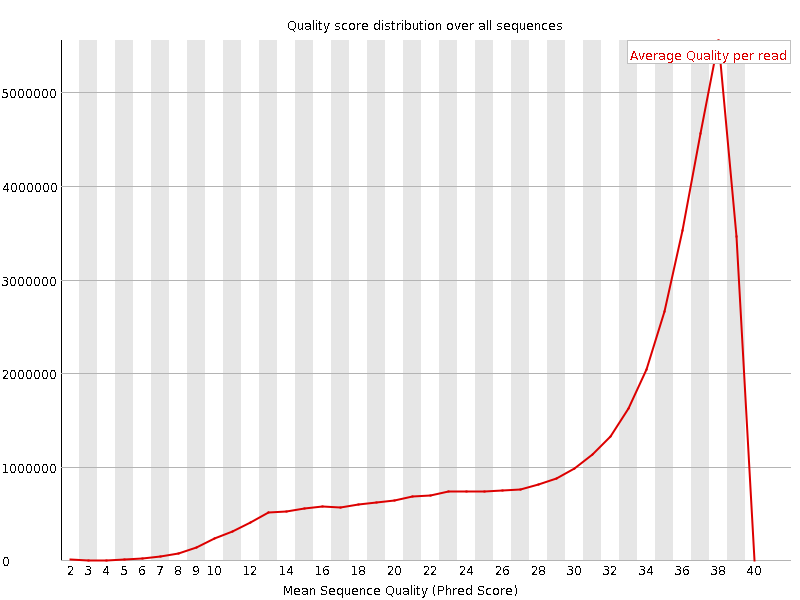 Quality score distribution over all sequences
Average Quality per read
5000000
4000000
3000000
2000000
1000000
0
2 3 4 5 6 7 8 9 10 12 14 16 18 20 22 24 26 28 30 32 34 36 38 40
Mean Sequence Quality (Phred Score)